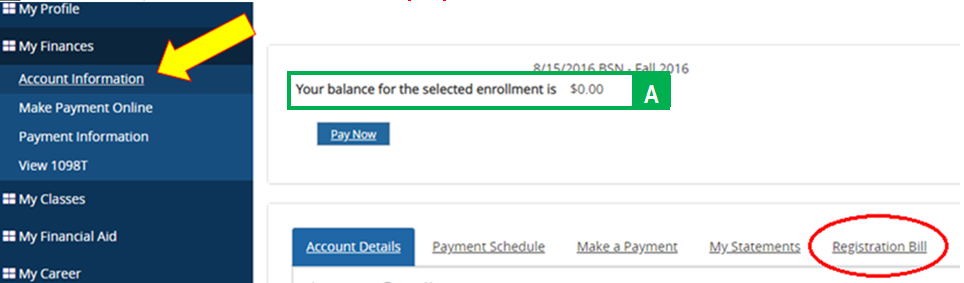 My Profile
My Finances
Account Information
Make Payment Online
Payment Information
View 1098T
My Classes
My Financial Aid
My Career
8/15/2016 BSN - Fall 2016
Your balance for the selected enrollment is $0.00
A
Pay Now
Account Details Payment Schedule Make a Payment My Statements Registration Bill